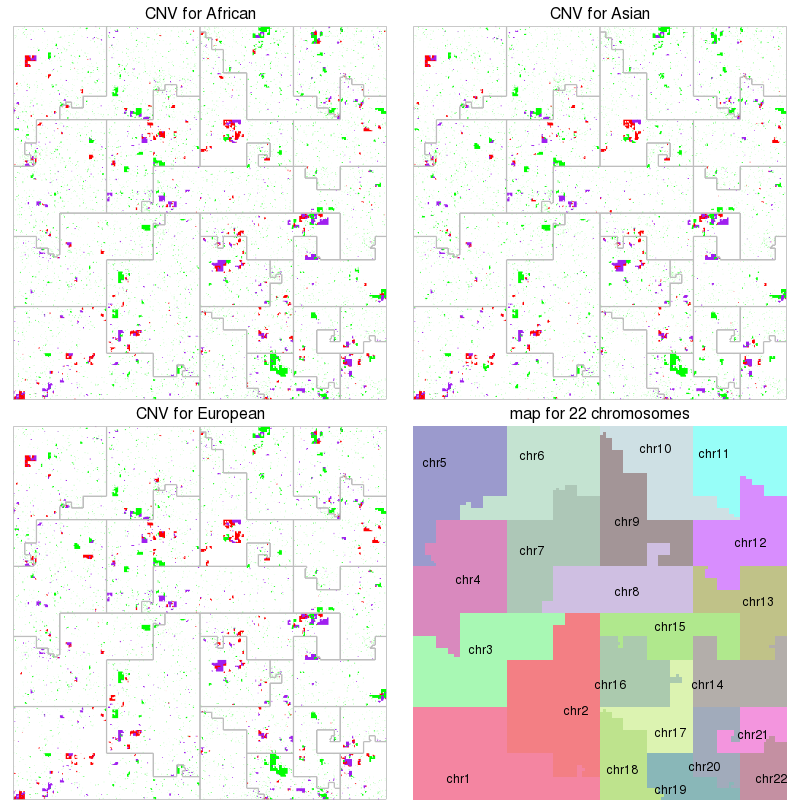 CNV for African
CNV for Asian
CNV for European
map for 22 chromosomes
chr5
chr6
chr10
chr11
chr9
chr7
chr12
chr4
chr8
chr13
chr3
chr15
chr16
chr14
chr2
chr17
chr21
chr1
chr18
chr20
chr22
chr19